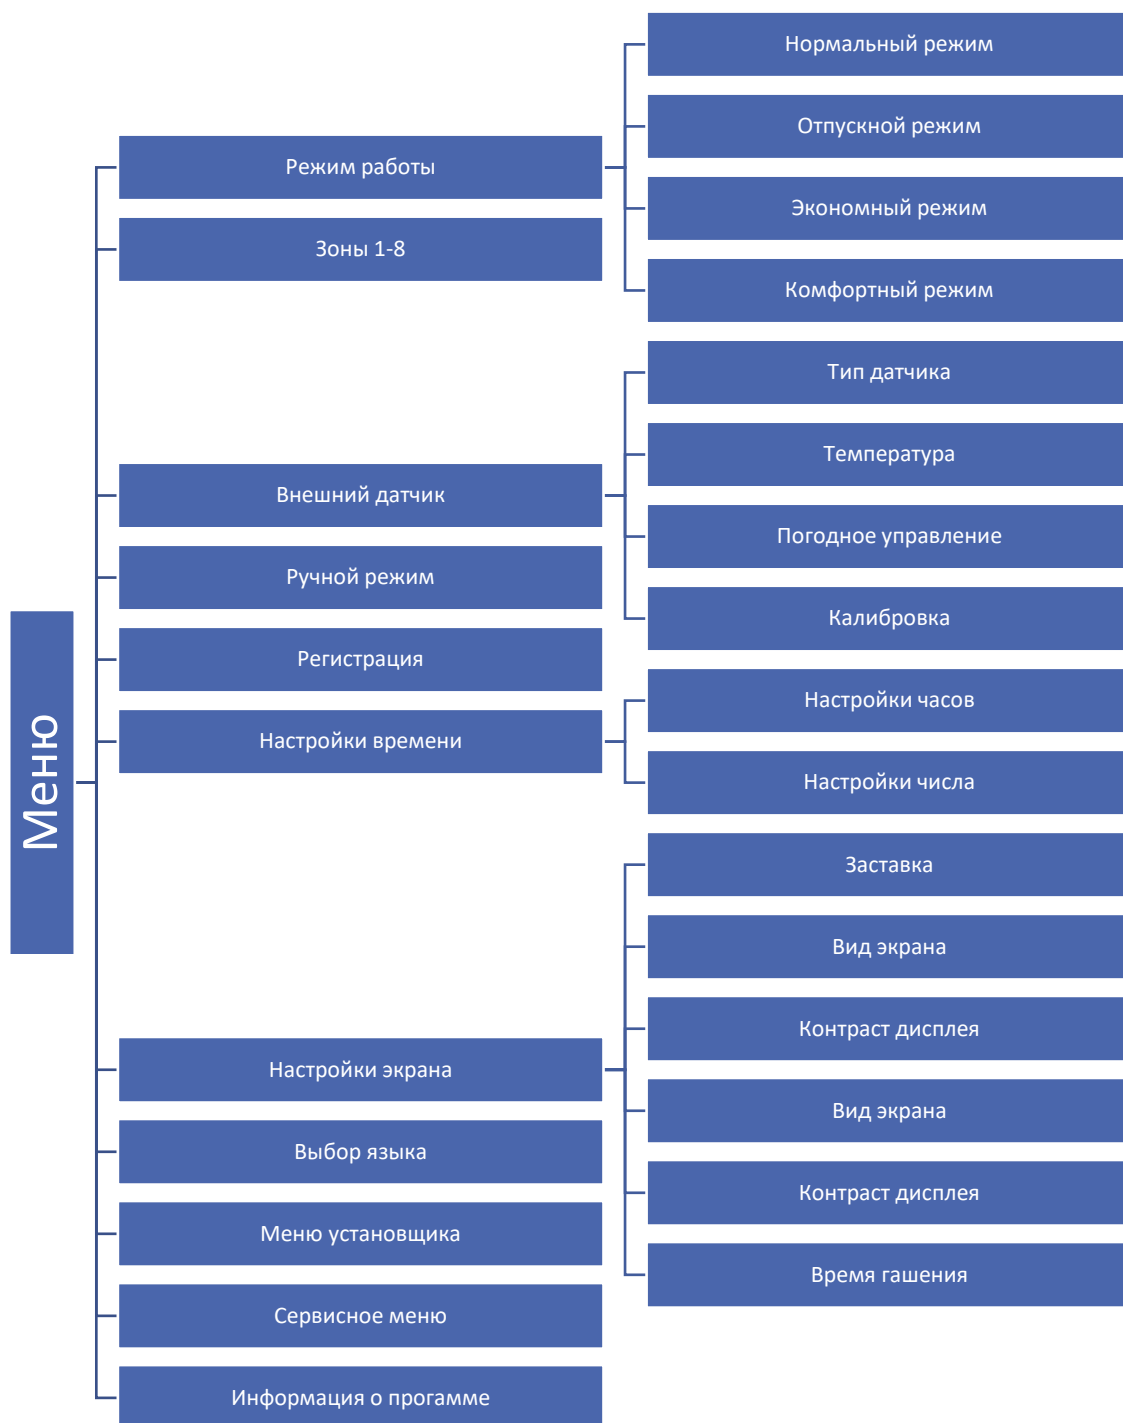 Меню
Режим работы
Нормальный режим
Отпускной режим
Экономный режим
Комфортный режим
Зоны 1-8
Внешний датчик
Тип датчика
Температура
Погодное управление
Калибровка
Ручной режим
Регистрация
Настройки времени
Настройки часов
Настройки числа
Настройки экрана
Заставка
Вид экрана
Контраст дисплея
Вид экрана
Контраст дисплея
Время гашения
Выбор языка
Меню установщика
Сервисное меню
Информация о прогамме